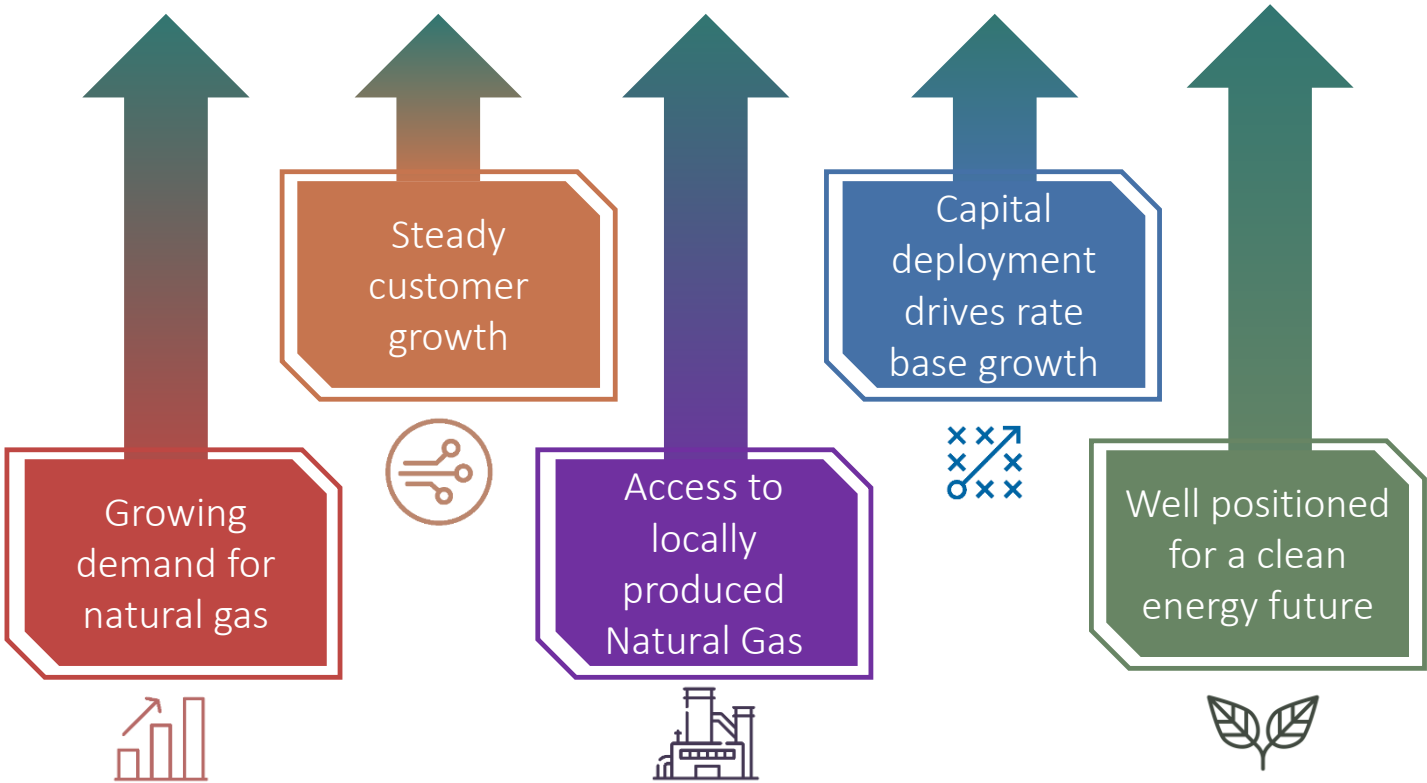 Growing
demand for
natural gas
Steady
customer
growth
Access to
locally
produced
Natural Gas
Capital
deployment
drives rate
base growth
Well positioned
for a clean
energy future